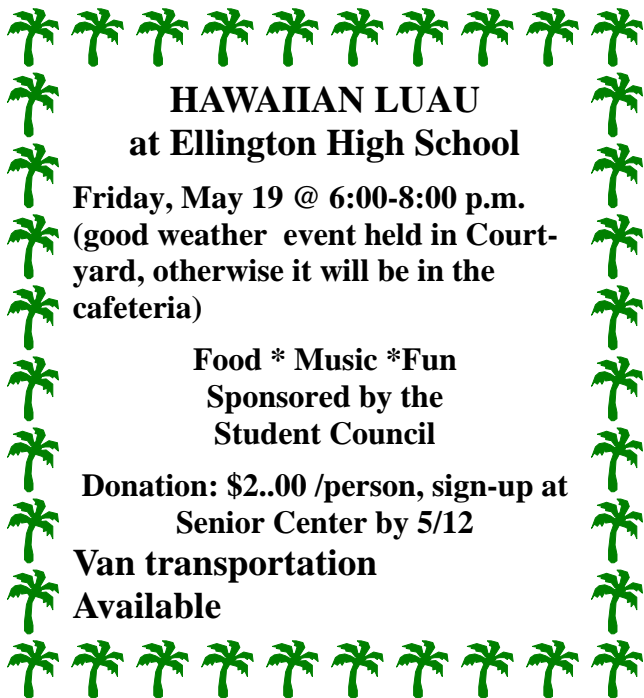 HAWAIIAN LUAU
at Ellington High School
Friday, May 19 @ 6:00-8:00 p.m.
(good weather  event held in Court-
yard, otherwise it will be in the
cafeteria)
Food * Music *Fun
Sponsored by the
Student Council
Donation: $2..00 /person, sign-up at
Senior Center by 5/12
Van transportation
Available